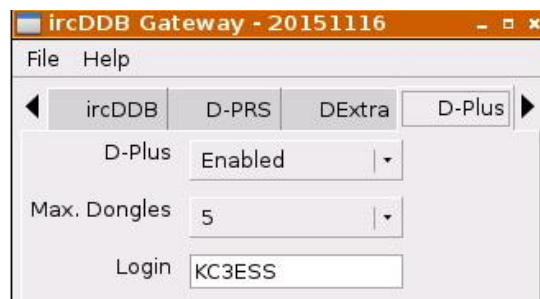 ircDDB Gateway - 20151116
File Help
ircDDB D-PRS DExtra D-Plus
D-Plus Enabled
Max. Dongles 5
Login KC3ESS